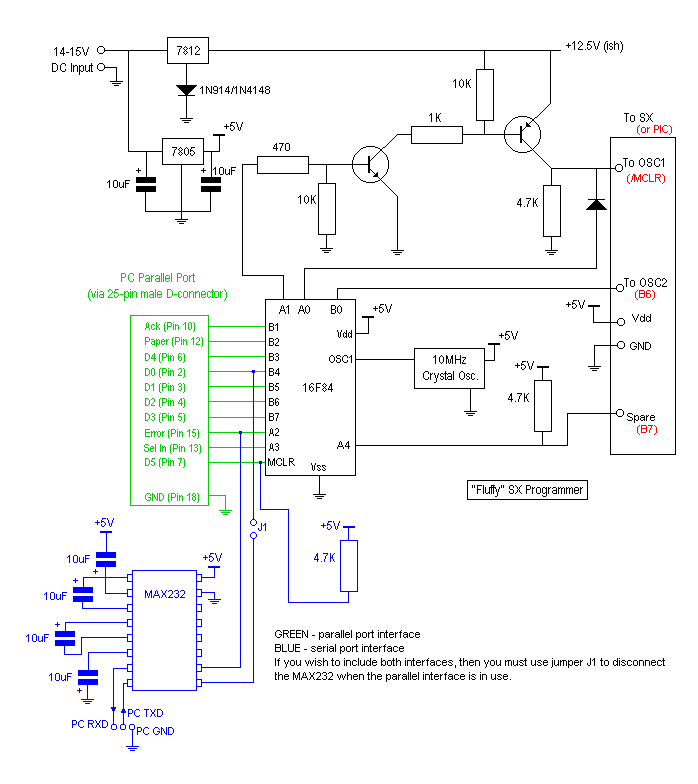 14-15V
DC Input
7812
+12.5V (ish)
1N914/1N4148
+5V
7805
10uF
+
+
10uF
470
10K
1K
10K
4.7K
To SX
(or PIC)
To OSC1
(/MCLR)
To OSC2
(B6)
+5V
Vdd
GND
Spare
(B7)
PC Parallel Port
(via 25-pin male D-connector)
Ack (Pin 10)
Paper (Pin 12)
D4 (Pin 6)
D0 (Pin 2)
D1 (Pin 3)
D2 (Pin 4)
D3 (Pin 5)
Error (Pin 15)
Sel In (Pin 13)
D5 (Pin 7)
GND (Pin 18)
A1
A0
B0
B1
B2
B3
B4
B5
B6
B7
A2
A3
MCLR
Vdd
OSC1
16F84
A4
Vss
+5V
+5V
10MHz
Crystal Osc.
+5V
4.7K
"Fluffy" SX Programmer
J1
+5V
4.7K
+5V
10uF
+
+
10uF
+
10uF
10uF
+
MAX232
+5V
PC TXD
PC RXD
PC GND
GREEN - parallel port interface
BLUE - serial port interface
If you wish to include both interfaces, then you must use jumper J1 to disconnect
the MAX232 when the parallel interface is in use.